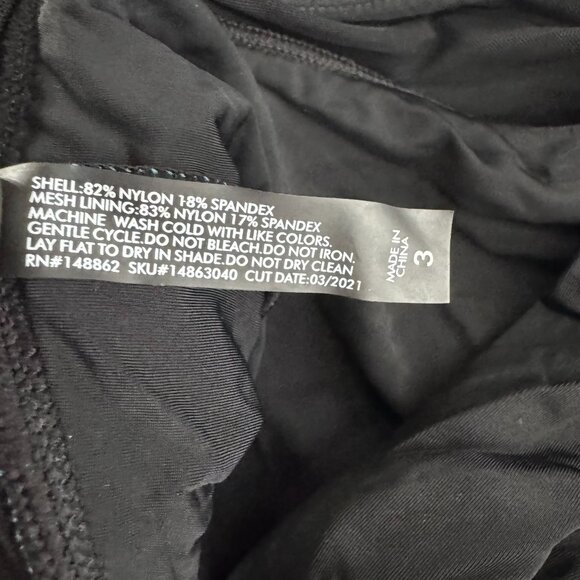 SHELL:82% NYLON 18% SPANDEX
MESH LINING:83% NYLON 17% SPANDEX
MACHINE WASH COLD WITH LIKE COLORS.
GENTLE CYCLE.DO NOT BLEACH.DO NOT IRON.
LAY FLAT TO DRY IN SHADE.DO NOT DRY CLEAN
RN#148862 SKU#14863040 CUT DATE:03/2021
MADE IN
CHINA
3